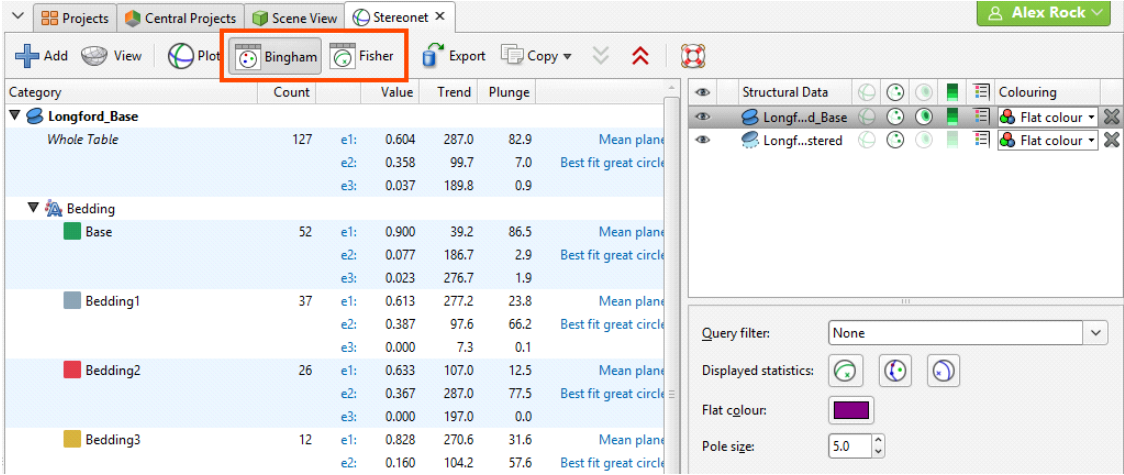 Projects Central Projects Scene View Stereonet Alex Rock
Add View Plot Bingham Fisher Export Copy
Category Count Value Trend Plunge
Longford_Base
Whole Table 127 e1: 0.604 287.0 82.9 Mean plane
e2: 0.358 99.7 7.0 Best fit great circle
e3: 0.037 189.8 0.9
Bedding
Base 52 e1: 0.900 39.2 86.5 Mean plane
e2: 0.077 186.7 2.9 Best fit great circle
e3: 0.023 276.7 1.9
Bedding1 37 e1: 0.613 277.2 23.8 Mean plane
e2: 0.387 97.6 66.2 Best fit great circle
e3: 0.000 7.3 0.1
Bedding2 26 e1: 0.633 107.0 12.5 Mean plane
e2: 0.367 287.0 77.5 Best fit great circle
e3: 0.000 197.0 0.0
Bedding3 12 e1: 0.828 270.6 31.6 Mean plane
e2: 0.160 104.2 57.6 Best fit great circle
Structural Data Colouring
Longf...d_Base Flat colour
Longf...stered Flat colour
Query filter: None
Displayed statistics:
Flat colour:
Pole size: 5.0